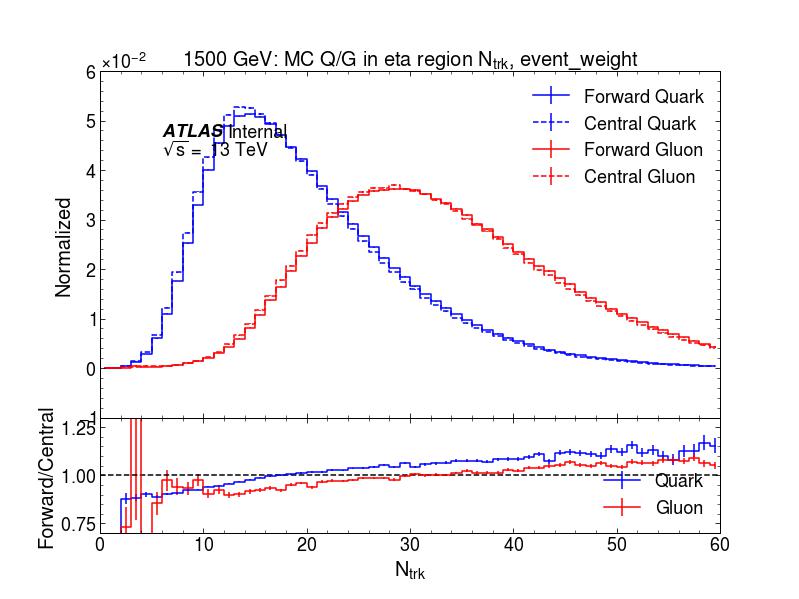 ×10⁻²
1500 GeV: MC Q/G in eta region N_trk, event_weight
6
5
4
3
2
1
0
−1
Normalized
ATLAS Internal
√s = 13 TeV
Forward Quark
Central Quark
Forward Gluon
Central Gluon
1.25
1.00
0.75
Forward/Central
Quark
Gluon
0 10 20 30 40 50 60
N_trk